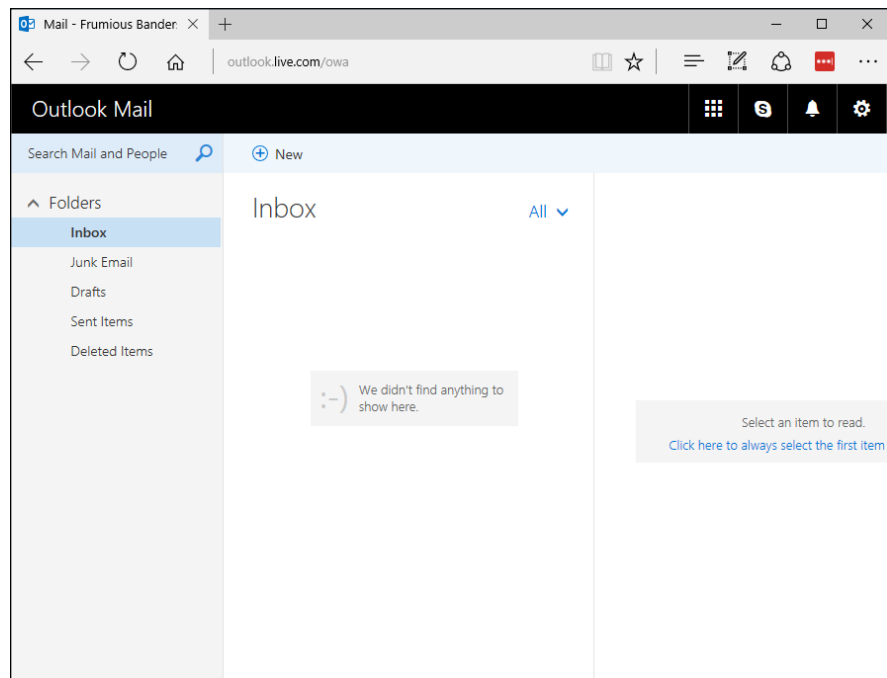 Mail - Frumious Bander
outlook.live.com/owa
Outlook Mail
Search Mail and People
New
Folders
Inbox
Junk Email
Drafts
Sent Items
Deleted Items
Inbox
All
:-)
We didn't find anything to
show here.
Select an item to read.
Click here to always select the first item